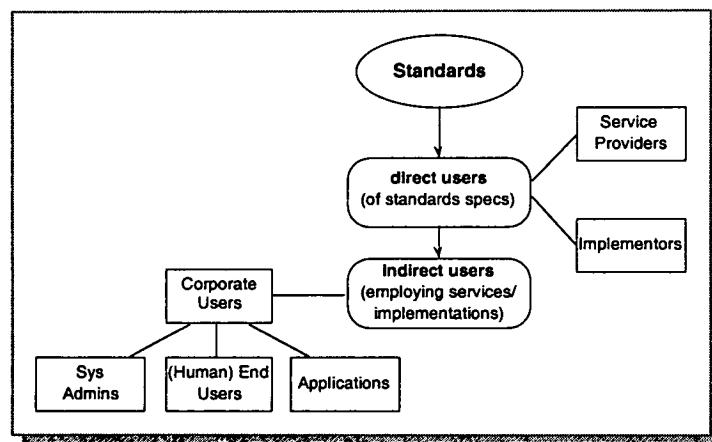 Standards
Service
Providers
direct users
(of standards specs)
Implementors
Indirect users
(employing services/
implementations)
Corporate
Users
Sys
Admins
(Human) End
Users
Applications